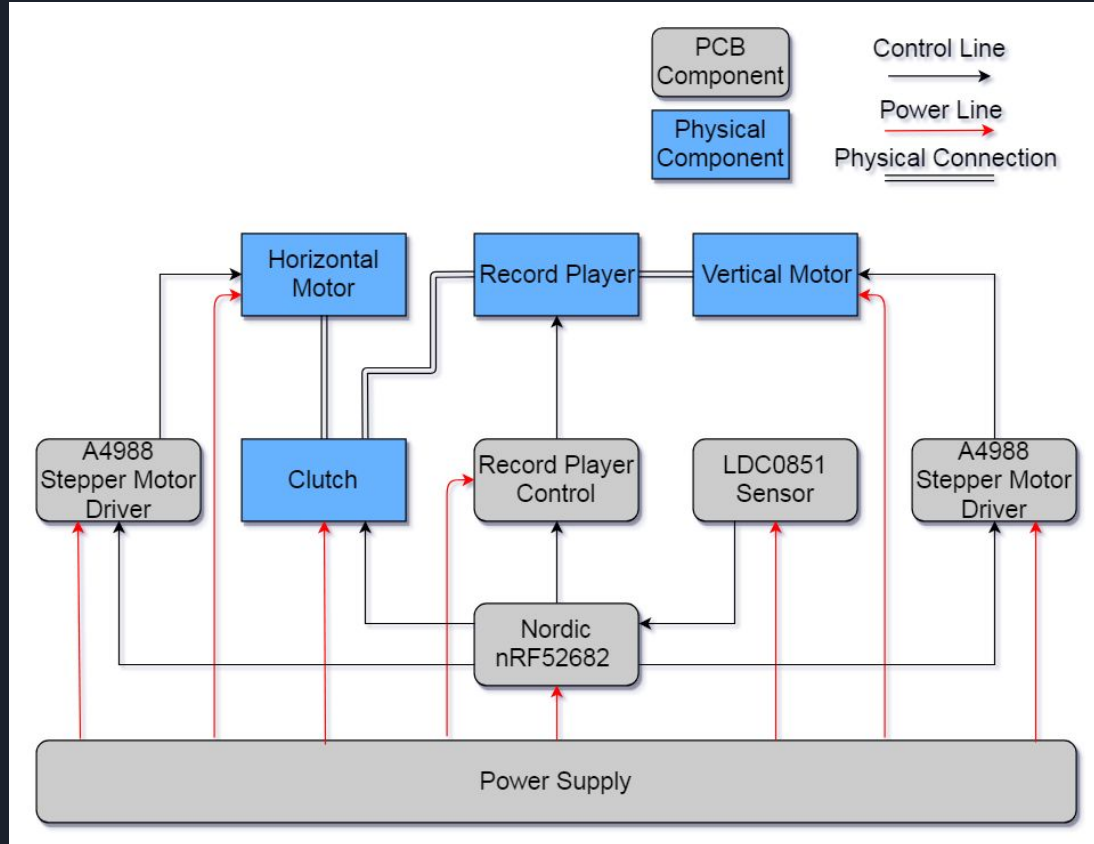 PCB
Component
Control Line
Power Line
Physical
Component
Physical Connection
Horizontal
Motor
Record Player
Vertical Motor
A4988
Stepper Motor
Driver
Clutch
Record Player
Control
LDC0851
Sensor
A4988
Stepper Motor
Driver
Nordic
nRF52682
Power Supply